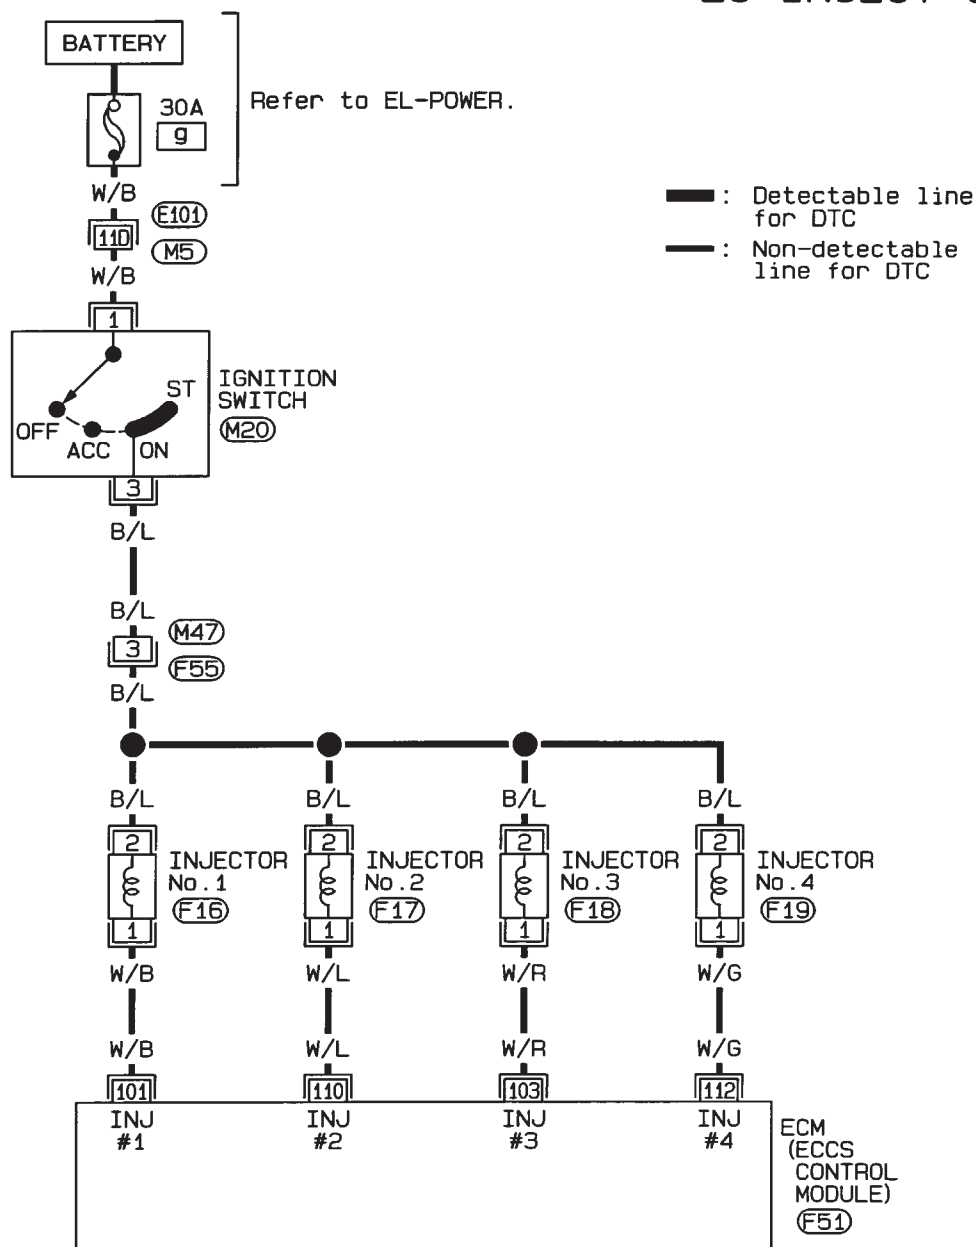 BATTERY
30A
g
Refer to EL-POWER.
W/B
E101
11D
M5
W/B
: Detectable line
for DTC
: Non-detectable
line for DTC
1
IGNITION
SWITCH
M20
ST
OFF
ACC
ON
3
B/L
B/L
M47
3
F55
B/L
B/L B/L B/L B/L
2 2 2 2
INJECTOR
No.1
F16
INJECTOR
No.2
F17
INJECTOR
No.3
F18
INJECTOR
No.4
F19
1 1 1 1
W/B W/L W/R W/G
W/B W/L W/R W/G
101 110 103 112
INJ
#1
INJ
#2
INJ
#3
INJ
#4
ECM
(ECCS
CONTROL
MODULE)
F51